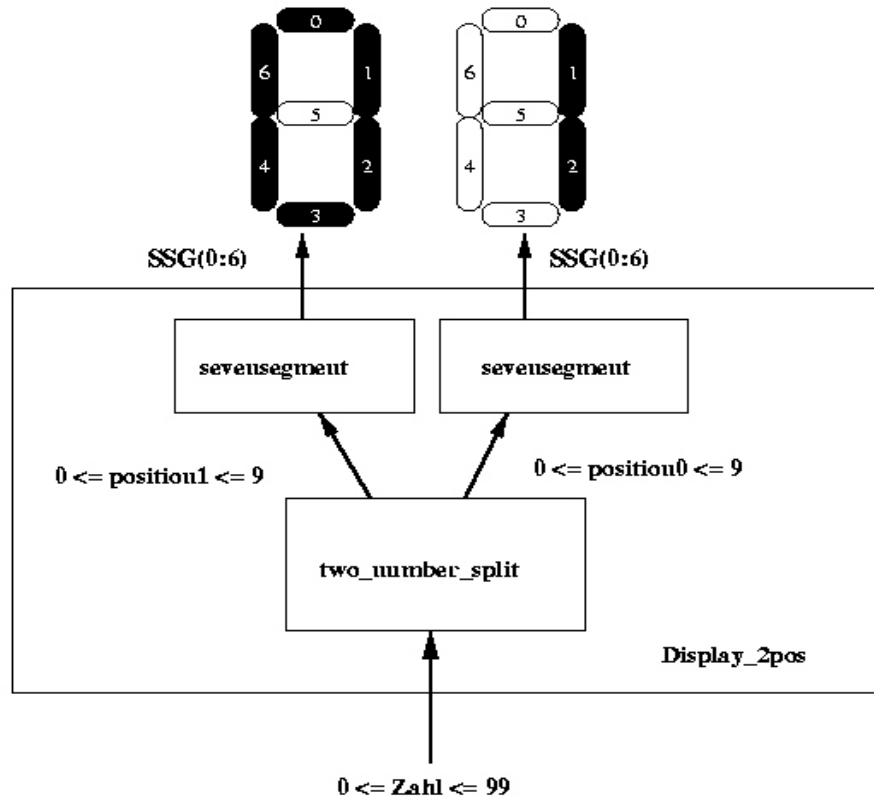 0 0
6 1 6 1
5 5
4 2 4 2
3 3
SSG(0:6) SSG(0:6)
sevensegment sevensegment
0 <= position1 <= 9 0 <= position0 <= 9
two_number_split
Display_2pos
0 <= Zahl <= 99